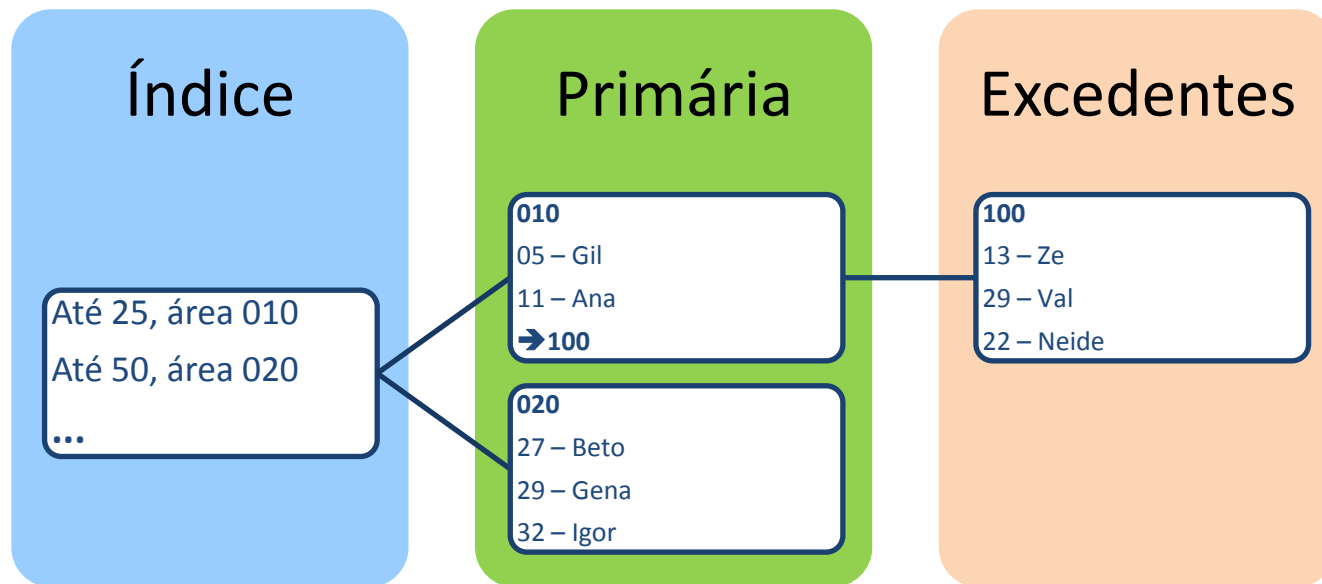 Índice
Até 25, área 010
Até 50, área 020
...
Primária
010
05 – Gil
11 – Ana
➔100
020
27 – Beto
29 – Gena
32 – Igor
Excedentes
100
13 – Ze
29 – Val
22 – Neide